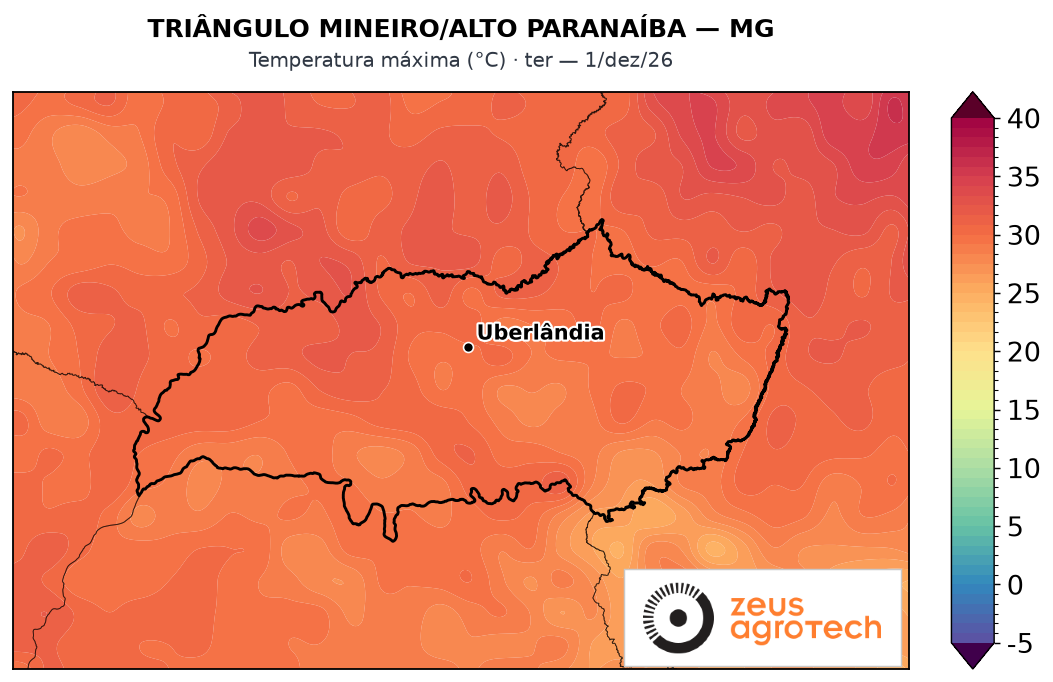 TRIÂNGULO MINEIRO/ALTO PARANAÍBA — MG
Temperatura máxima (°C) · ter — 1/dez/26
Uberlândia
40
35
30
25
20
15
10
5
0
-5
zeus
agrotech